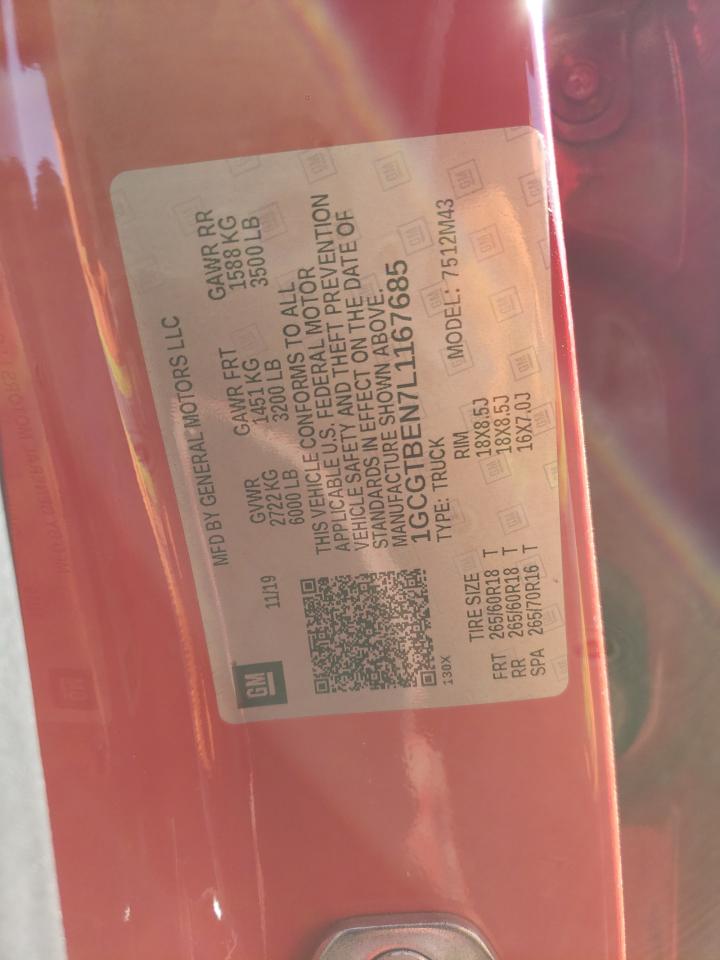 GM
11/19
MFD BY GENERAL MOTORS LLC
GVWR GAWR FRT GAWR RR
2722 KG 1451 KG 1588 KG
6000 LB 3200 LB 3500 LB
THIS VEHICLE CONFORMS TO ALL
APPLICABLE U.S. FEDERAL MOTOR
VEHICLE SAFETY AND THEFT PREVENTION
STANDARDS IN EFFECT ON THE DATE OF
MANUFACTURE SHOWN ABOVE.
1GCGTBEN7L1167685
TYPE: TRUCK MODEL: 7512M43
130X
TIRE SIZE RIM
FRT 265/60R18 T 18X8.5J
RR 265/60R18 T 18X8.5J
SPA 265/70R16 T 16X7.0J